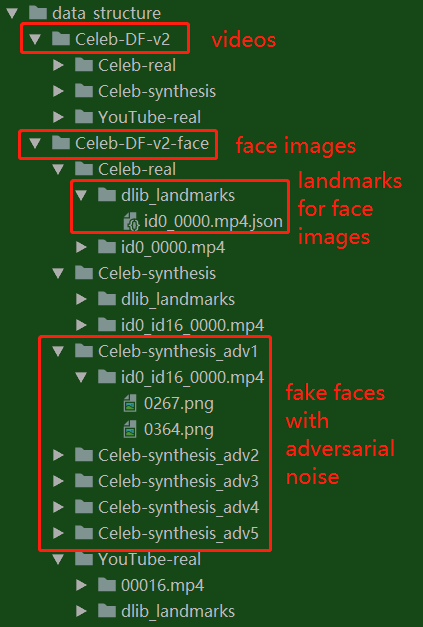 data_structure
Celeb-DF-v2 videos
Celeb-real
Celeb-synthesis
YouTube-real
Celeb-DF-v2-face face images
Celeb-real
dlib_landmarks
id0_0000.mp4.json
id0_0000.mp4
landmarks
for face
images
Celeb-synthesis
dlib_landmarks
id0_id16_0000.mp4
Celeb-synthesis_adv1
id0_id16_0000.mp4
0267.png
0364.png
Celeb-synthesis_adv2
Celeb-synthesis_adv3
Celeb-synthesis_adv4
Celeb-synthesis_adv5
fake faces
with
adversarial
noise
YouTube-real
00016.mp4
dlib_landmarks